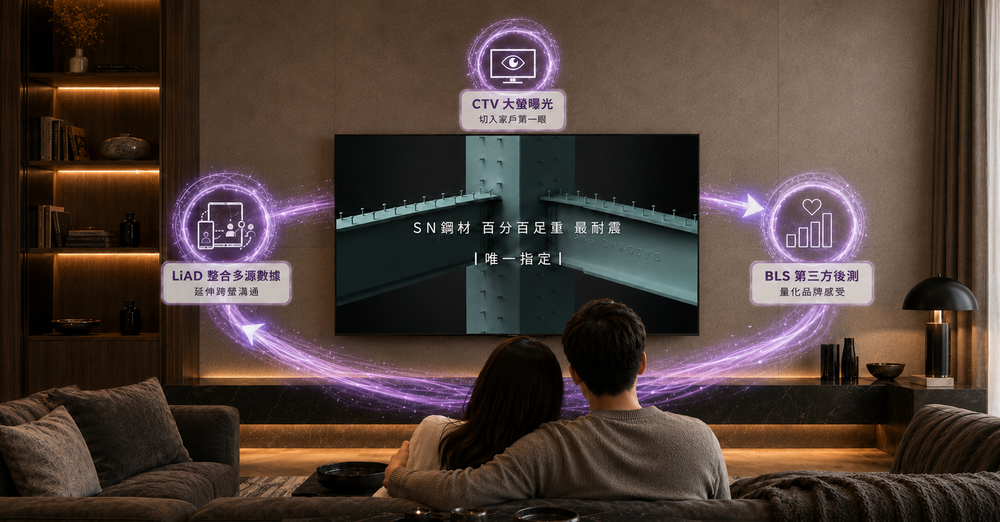 CTV 大螢曝光
切入家戶第一眼
SN鋼材 百分百足重 最耐震
|唯一指定|
LiAD 整合多源數據
延伸跨螢溝通
BLS 第三方後測
量化品牌感受